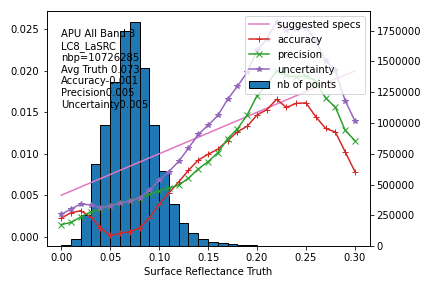 APU All Band 3
LC8_LaSRC
nbp=10726285
Avg Truth 0.073
Accuracy-0.001
Precision0.005
Uncertainty0.005
suggested specs
accuracy
precision
uncertainty
nb of points
0.025
0.020
0.015
0.010
0.005
0.000
1750000
1500000
1250000
1000000
750000
500000
250000
0
0.00 0.05 0.10 0.15 0.20 0.25 0.30
Surface Reflectance Truth